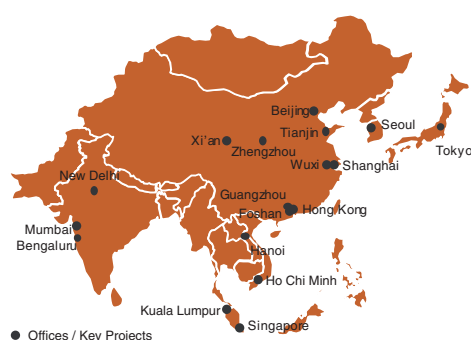 Beijing
Seoul
Tianjin
Xi'an
Zhengzhou
Tokyo
Wuxi
Shanghai
New Delhi
Guangzhou
Foshan
Hong Kong
Mumbai
Bengaluru
Hanoi
Ho Chi Minh
Kuala Lumpur
Singapore
Offices / Key Projects